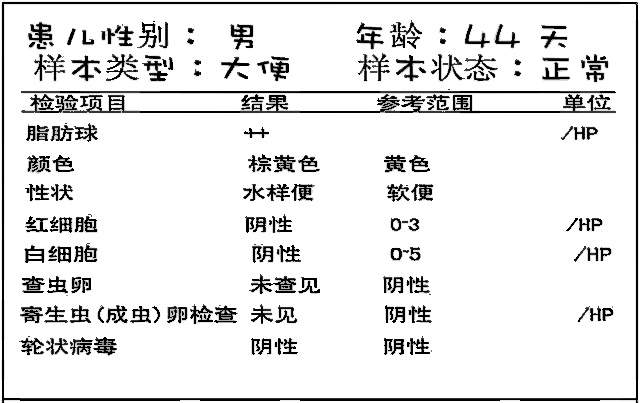 患儿性别：男 年龄：44 天
样本类型：大便 样本状态：正常
检验项目 结果 参考范围 单位
脂肪球 ++ /HP
颜色 棕黄色 黄色
性状 水样便 软便
红细胞 阴性 0-3 /HP
白细胞 阴性 0-5 /HP
查虫卵 未查见 阴性
寄生虫(成虫)卵检查 未见 阴性 /HP
轮状病毒 阴性 阴性